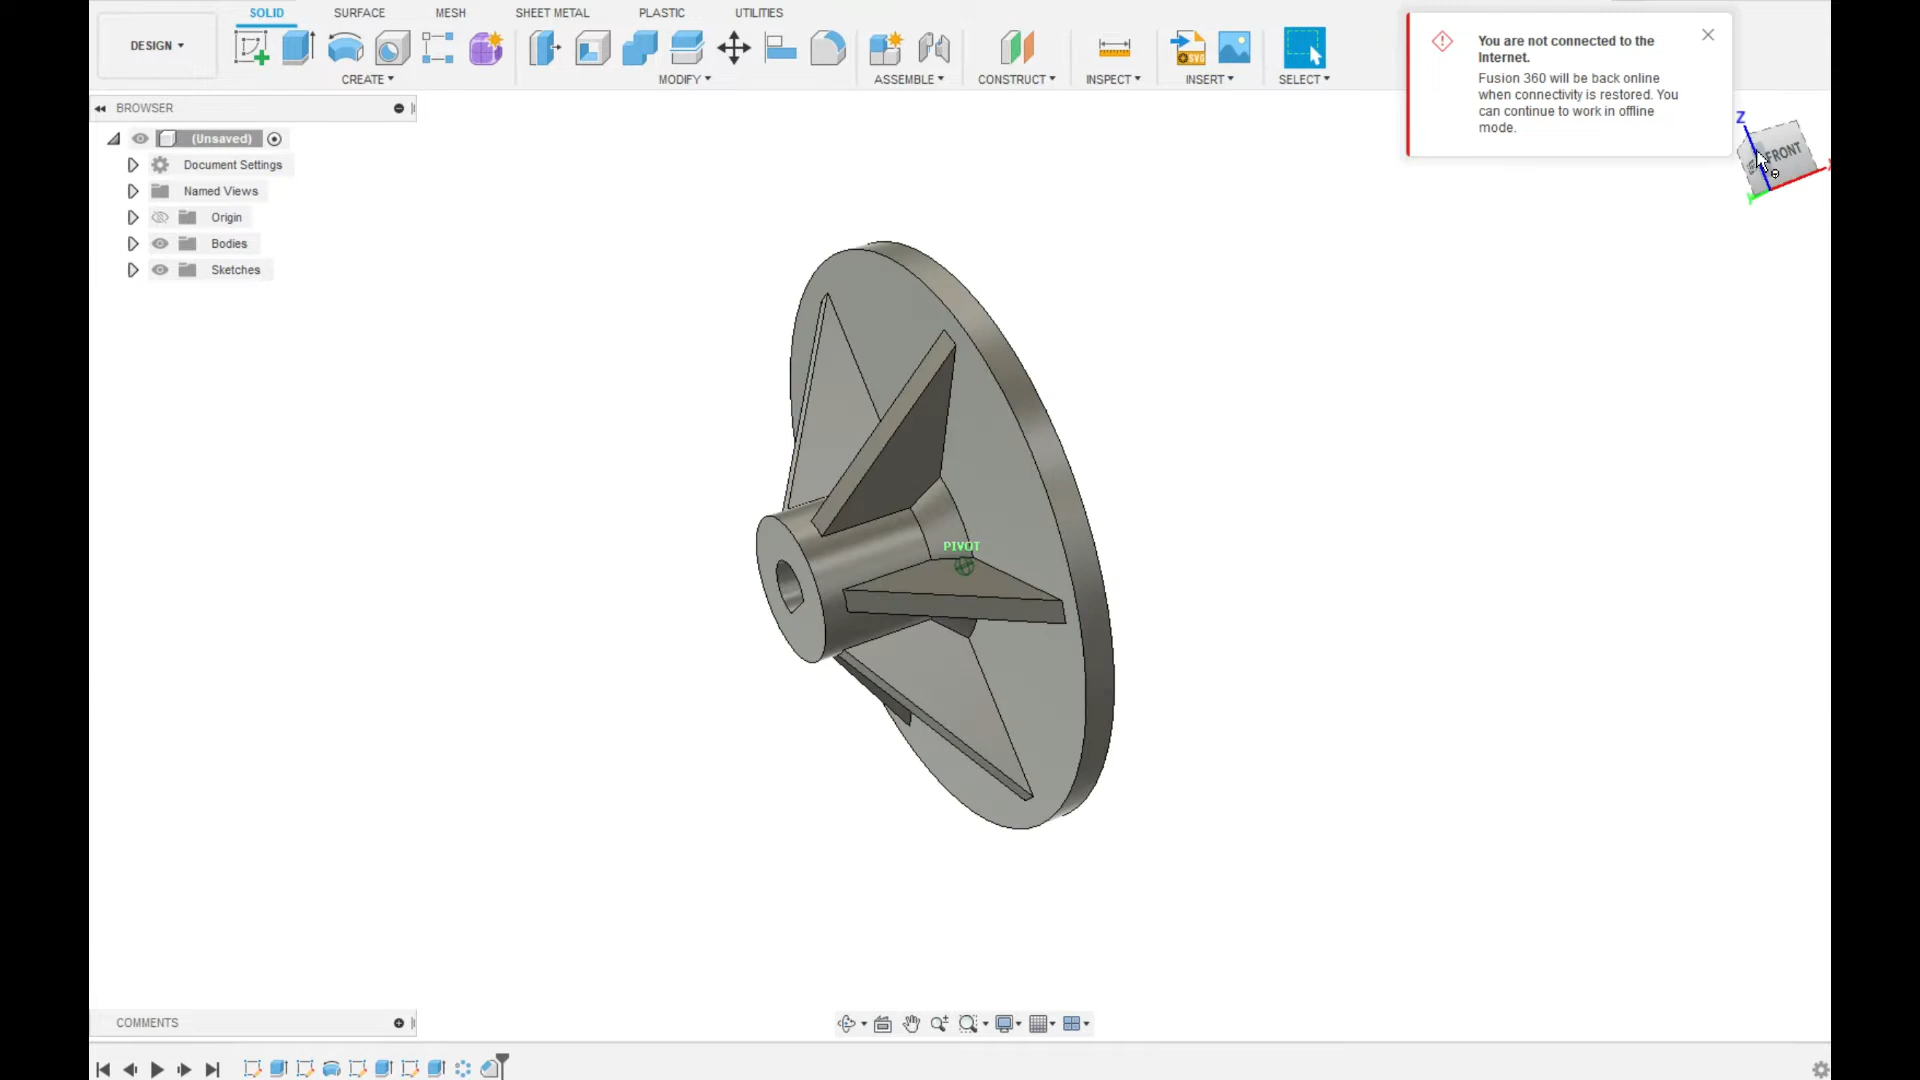 SOLID
SURFACE
MESH
SHEET METAL
PLASTIC
UTILITIES
DESIGN
CREATE
MODIFY
ASSEMBLE
CONSTRUCT
INSPECT
INSERT
SELECT
SVG
You are not connected to the
Internet.
Fusion 360 will be back online
when connectivity is restored. You
can continue to work in offline
mode.
BROWSER
(Unsaved)
Document Settings
Named Views
Origin
Bodies
Sketches
Z
FRONT
PIVOT
COMMENTS